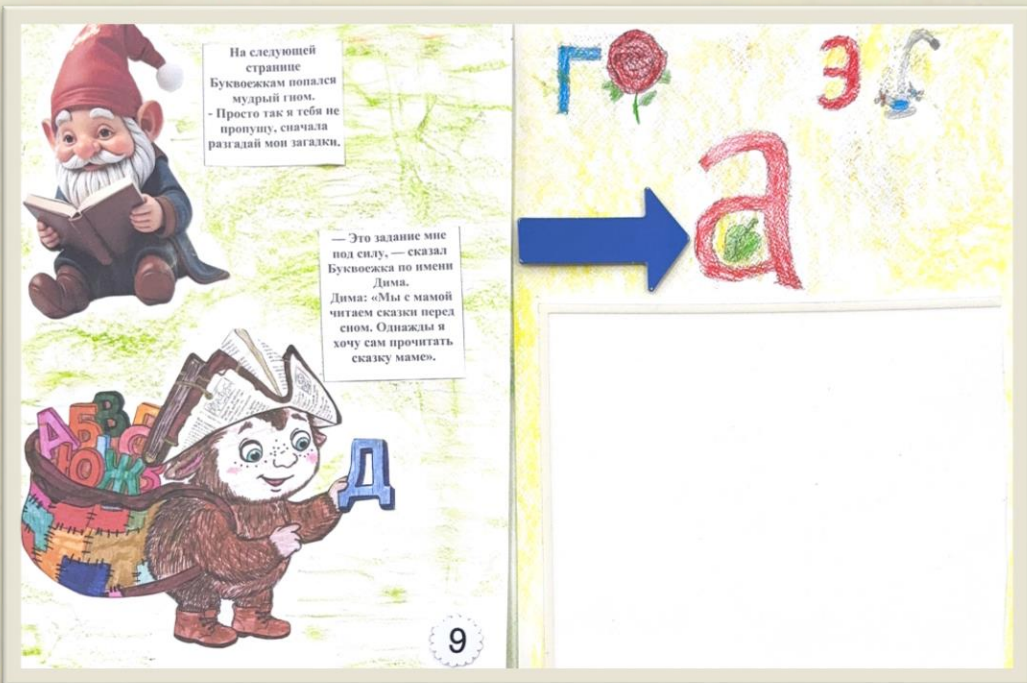 На следующей
странице
Буквоежкам попался
мудрый гном.
- Просто так я тебя не
пропущу, сначала
разгадай мои загадки.
— Это задание мне
под силу, — сказал
Буквоежка по имени
Дима.
Дима: «Мы с мамой
читаем сказки перед
сном. Однажды я
хочу сам прочитать
сказку маме».
А Б В Г
Ю Ж
Д
9
Г
Э
а